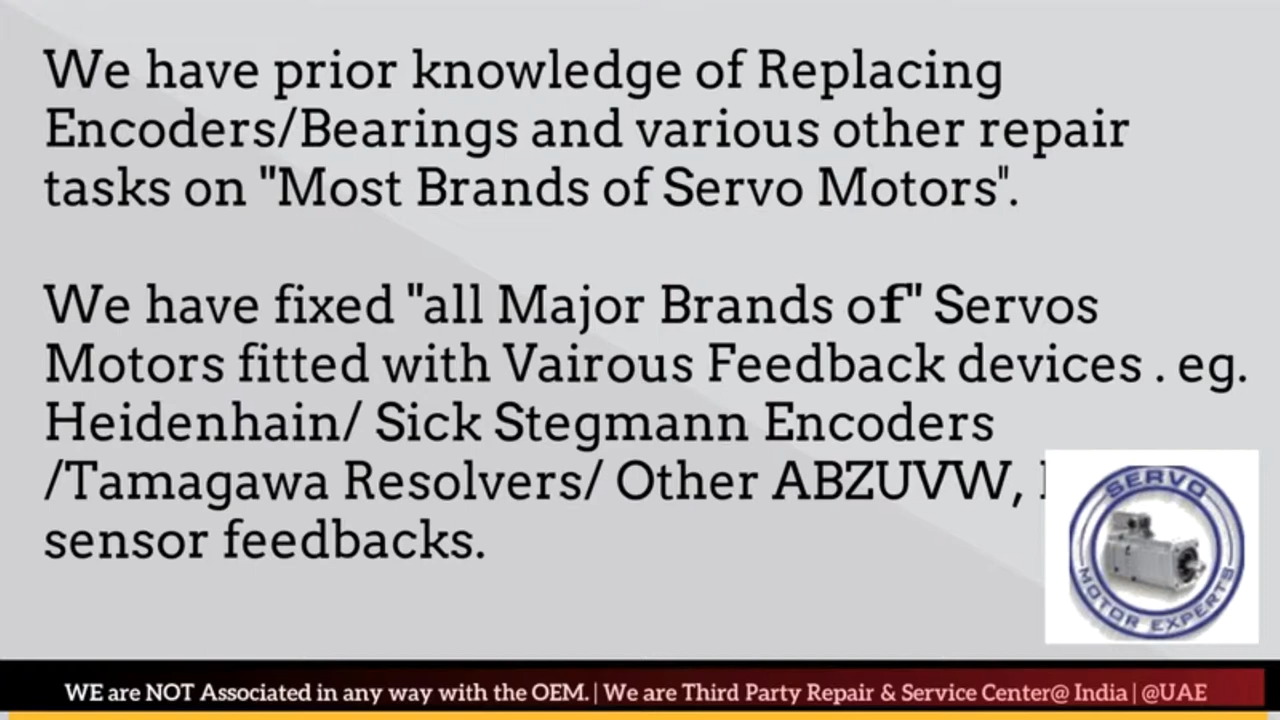 We have prior knowledge of Replacing
Encoders/Bearings and various other repair
tasks on "Most Brands of Servo Motors".
We have fixed "all Major Brands of" Servos
Motors fitted with Vairous Feedback devices . eg.
Heidenhain/ Sick Stegmann Encoders
/Tamagawa Resolvers/ Other ABZUVW,
sensor feedbacks.
SERVO
MOTOR EXPERTS
WE are NOT Associated in any way with the OEM. | We are Third Party Repair & Service Center@ India | @UAE